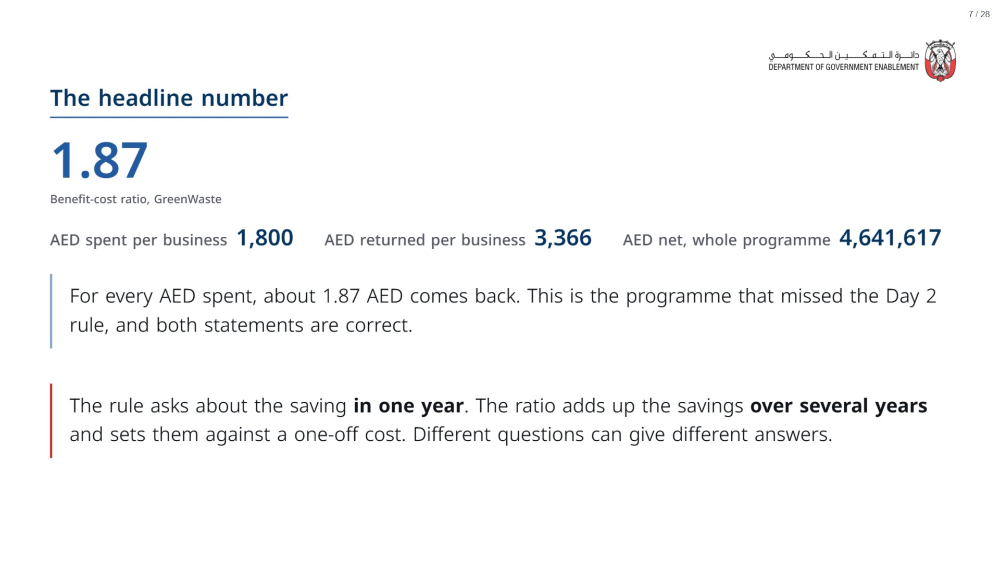 7 / 28
دائـــرة الـتـمـكـــــيـن الـحـــكــــومـــي
DEPARTMENT OF GOVERNMENT ENABLEMENT
The headline number
1.87
Benefit-cost ratio, GreenWaste
AED spent per business 1,800 AED returned per business 3,366 AED net, whole programme 4,641,617
For every AED spent, about 1.87 AED comes back. This is the programme that missed the Day 2
rule, and both statements are correct.
The rule asks about the saving in one year. The ratio adds up the savings over several years
and sets them against a one-off cost. Different questions can give different answers.